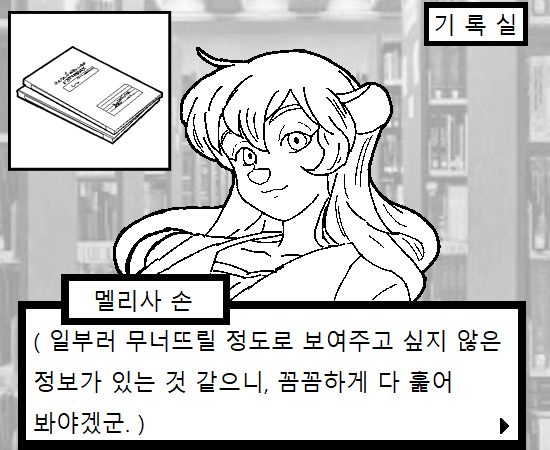 기록실
멜리사 손
( 일부러 무너뜨릴 정도로 보여주고 싶지 않은
정보가 있는 것 같으니, 꼼꼼하게 다 훑어
봐야겠군. )